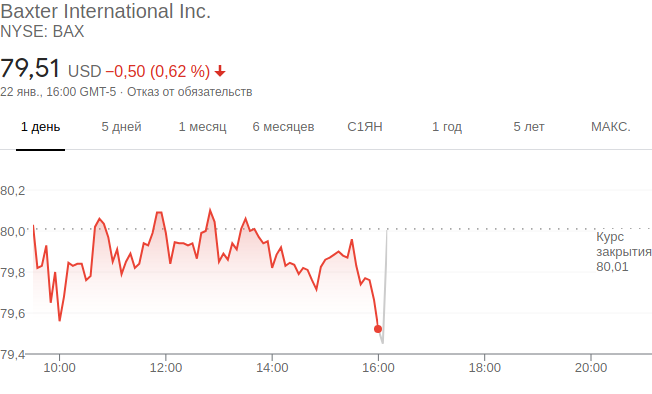 Baxter International Inc.
NYSE: BAX
79,51 USD −0,50 (0,62 %)
22 янв., 16:00 GMT-5 · Отказ от обязательств
1 день 5 дней 1 месяц 6 месяцев С1ЯН 1 год 5 лет МАКС.
80,2
80,0
79,8
79,6
79,4
Курс
закрытия
80,01
10:00 12:00 14:00 16:00 18:00 20:00